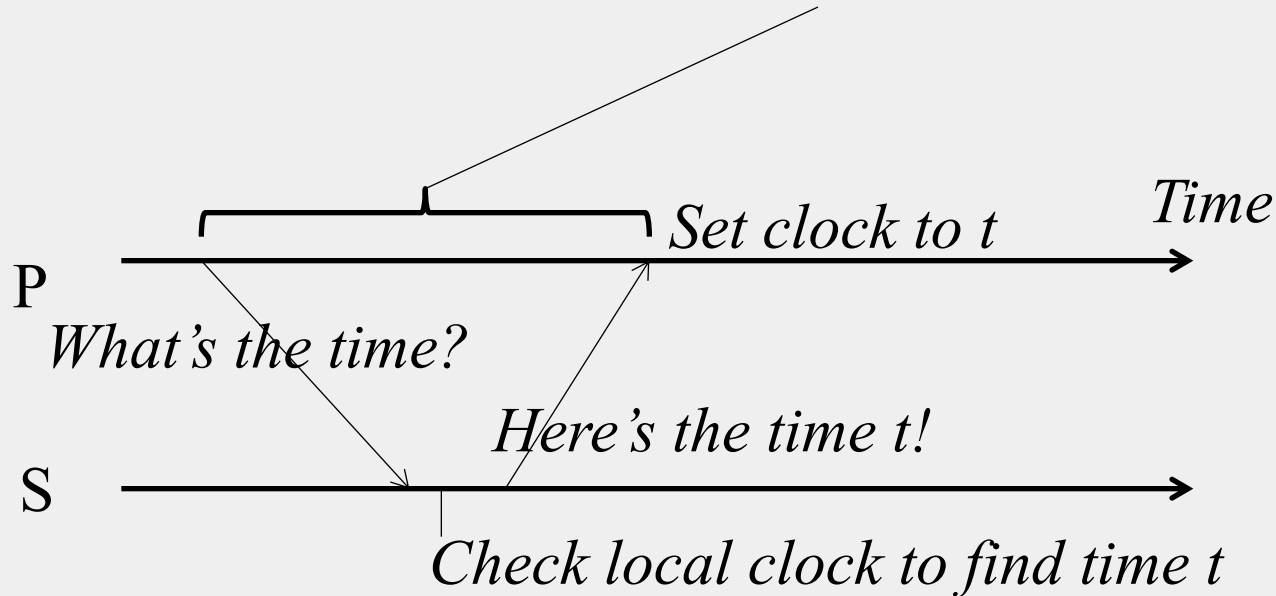 Set clock to t
Time
P
What’s the time?
Here’s the time t!
S
Check local clock to find time t